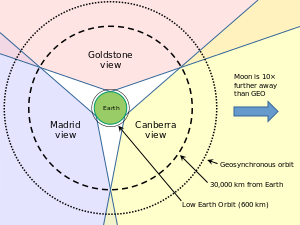 Goldstone
view
Moon is 10×
further away
than GEO
Earth
Madrid
view
Canberra
view
Geosynchronous orbit
30,000 km from Earth
Low Earth Orbit (600 km)